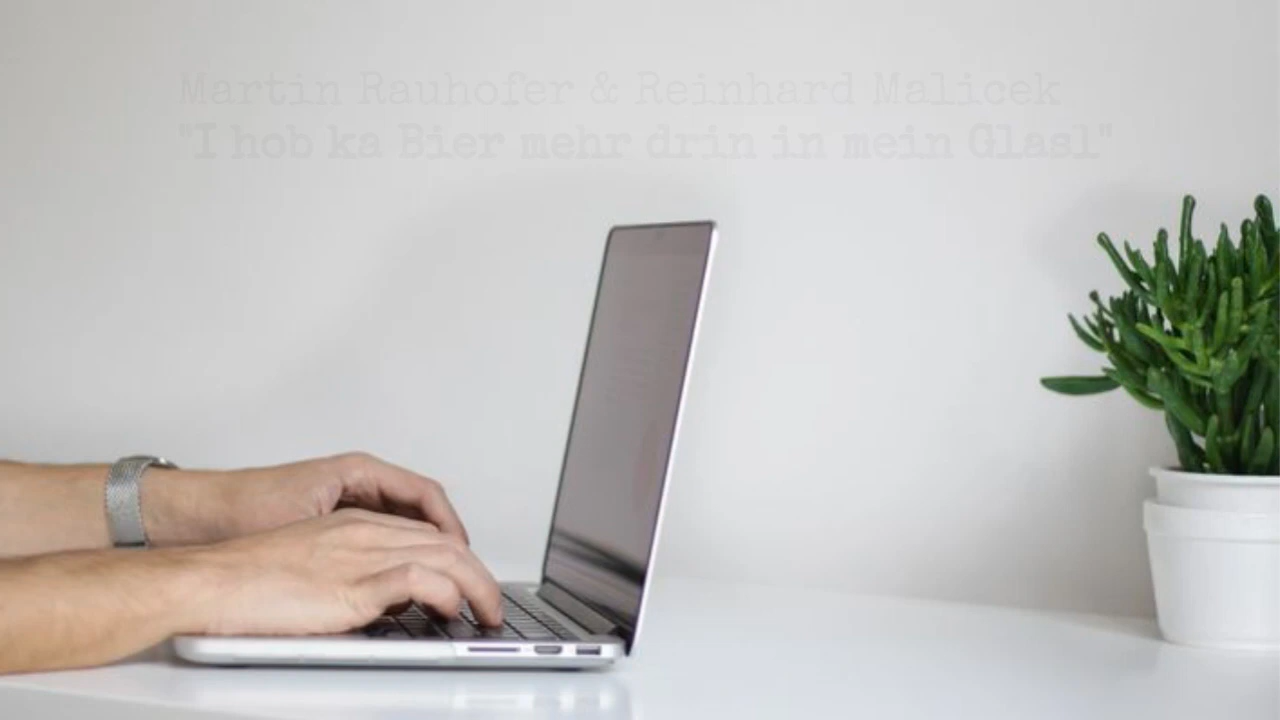 Martin Rauhofer & Reinhard Malicek
"I hob ka Bier mehr drin in mein Glasl"